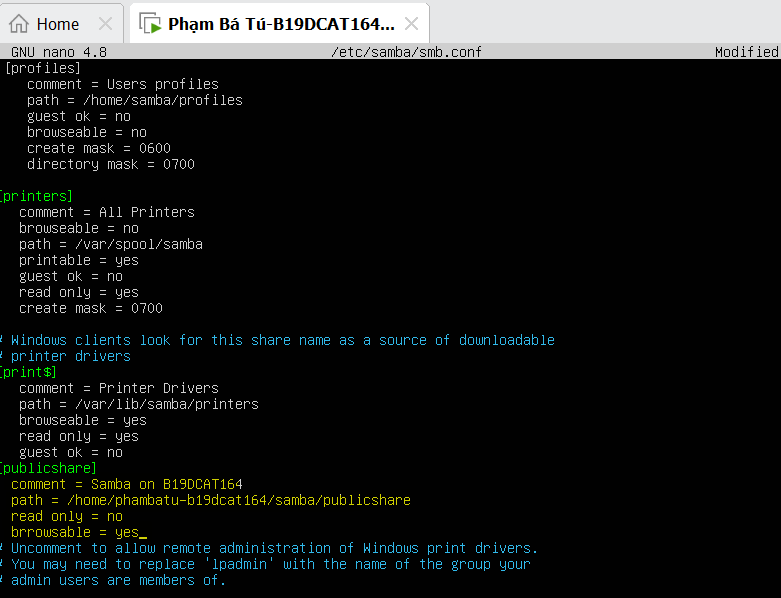 Home
Phạm Bá Tú-B19DCAT164...
GNU nano 4.8 /etc/samba/smb.conf Modified
[profiles]
comment = Users profiles
path = /home/samba/profiles
guest ok = no
browseable = no
create mask = 0600
directory mask = 0700
[printers]
comment = All Printers
browseable = no
path = /var/spool/samba
printable = yes
guest ok = no
read only = yes
create mask = 0700
# Windows clients look for this share name as a source of downloadable
# printer drivers
[print$]
comment = Printer Drivers
path = /var/lib/samba/printers
browseable = yes
read only = yes
guest ok = no
[publicshare]
comment = Samba on B19DCAT164
path = /home/phambatu-b19dcat164/samba/publicshare
read only = no
brrowsable = yes_
# Uncomment to allow remote administration of Windows print drivers.
# You may need to replace 'lpadmin' with the name of the group your
# admin users are members of.